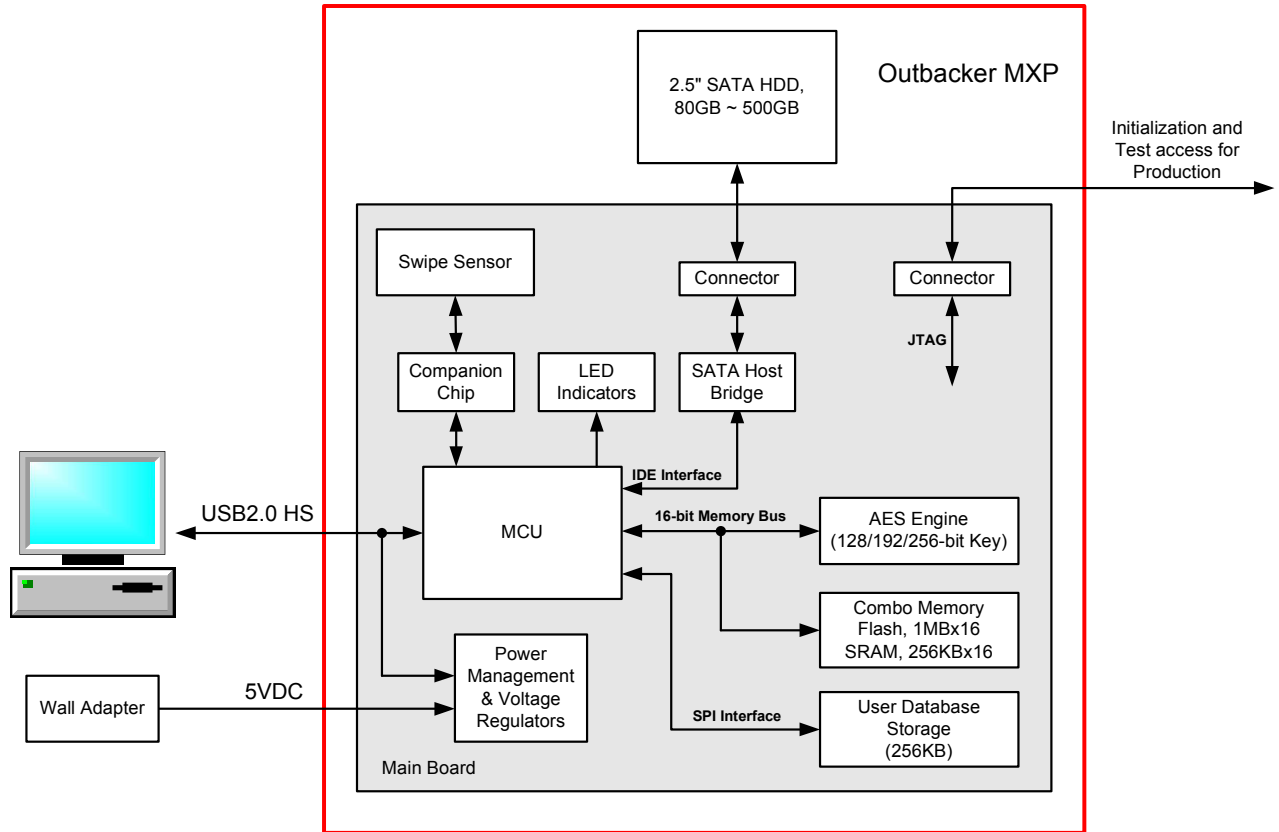 Outbacker MXP
2.5" SATA HDD,
80GB ~ 500GB
Initialization and
Test access for
Production
Swipe Sensor
Connector
Connector
JTAG
Companion
Chip
LED
Indicators
SATA Host
Bridge
IDE Interface
USB2.0 HS
MCU
16-bit Memory Bus
AES Engine
(128/192/256-bit Key)
Combo Memory
Flash, 1MBx16
SRAM, 256KBx16
Power
Management
& Voltage
Regulators
Wall Adapter
5VDC
SPI Interface
User Database
Storage
(256KB)
Main Board